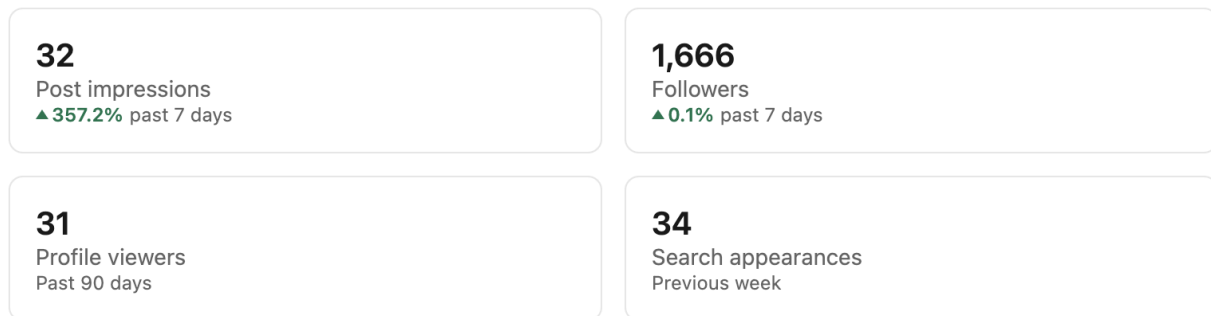 32
Post impressions
▲357.2% past 7 days
1,666
Followers
▲0.1% past 7 days
31
Profile viewers
Past 90 days
34
Search appearances
Previous week